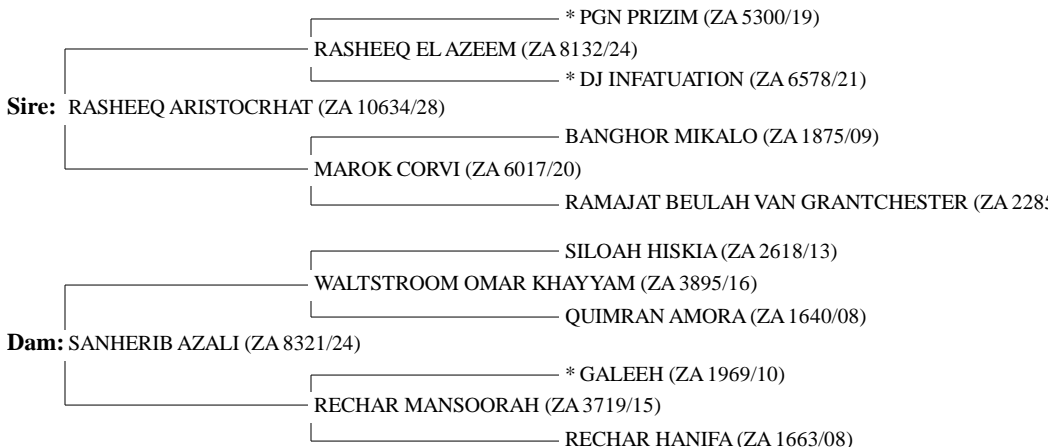 * PGN PRIZIM (ZA 5300/19)
RASHEEQ EL AZEEM (ZA 8132/24)
* DJ INFATUATION (ZA 6578/21)
Sire: RASHEEQ ARISTOCRHAT (ZA 10634/28)
BANGHOR MIKALO (ZA 1875/09)
MAROK CORVI (ZA 6017/20)
RAMAJAT BEULAH VAN GRANTCHESTER (ZA 2285
SILOAH HISKIA (ZA 2618/13)
WALTSTROOM OMAR KHAYYAM (ZA 3895/16)
QUIMRAN AMORA (ZA 1640/08)
Dam: SANHERIB AZALI (ZA 8321/24)
* GALEEH (ZA 1969/10)
RECHAR MANSOORAH (ZA 3719/15)
RECHAR HANIFA (ZA 1663/08)